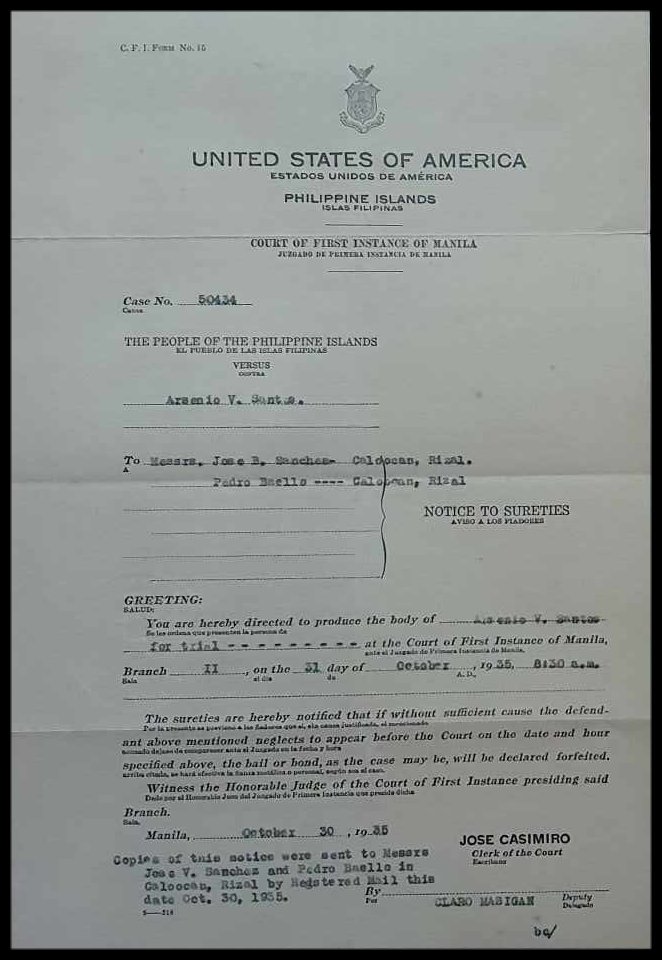 C. F. I. FORM No. 15
UNITED STATES OF AMERICA
ESTADOS UNIDOS DE AMÉRICA
PHILIPPINE ISLANDS
ISLAS FILIPINAS
COURT OF FIRST INSTANCE OF MANILA
JUZGADO DE PRIMERA INSTANCIA DE MANILA
Case No. 50434
Causa
THE PEOPLE OF THE PHILIPPINE ISLANDS
EL PUEBLO DE LAS ISLAS FILIPINAS
VERSUS
CONTRA
Arsenio V. Santos.
To Messrs. Jose B. Sanchez- Caloocan, Rizal.
A
Pedro Baello ---- Caloocan, Rizal
NOTICE TO SURETIES
AVISO A LOS FIADORES
GREETING:
SALUD:
You are hereby directed to produce the body of Arsenio V. Santos
Se les ordena que presenten la persona de
for trial - - - - - - - - - at the Court of First Instance of Manila,
ante el Juzgado de Primera Instancia de Manila,
Branch II, on the 31 day of October, 1935, 8:30 a.m.
Sala el día de A. D.,
The sureties are hereby notified that if without sufficient cause the defend-
Por la presente se previene a los fiadores que si, sin causa justificada, el mencionado
ant above mentioned neglects to appear before the Court on the date and hour
acusado dejase de comparecer ante el Juzgado en la fecha y hora
specified above, the bail or bond, as the case may be, will be declared forfeited.
arriba citada, se hará efectiva la fianza metálica o personal, según sea el caso.
Witness the Honorable Judge of the Court of First Instance presiding said
Dado por el Honorable Juez del Juzgado de Primera Instancia que preside dicha
Branch.
Sala.
Manila, October 30, 1935
JOSE CASIMIRO
Clerk of the Court
Escribano
Copies of this notice were sent to Messrs
Jose V. Sanchez and Pedro Baello in
Caloocan, Rizal by Registered Mail this
date Oct. 30, 1935.
By
Por
CLARO MABIGAN Deputy
Delegado
bc/